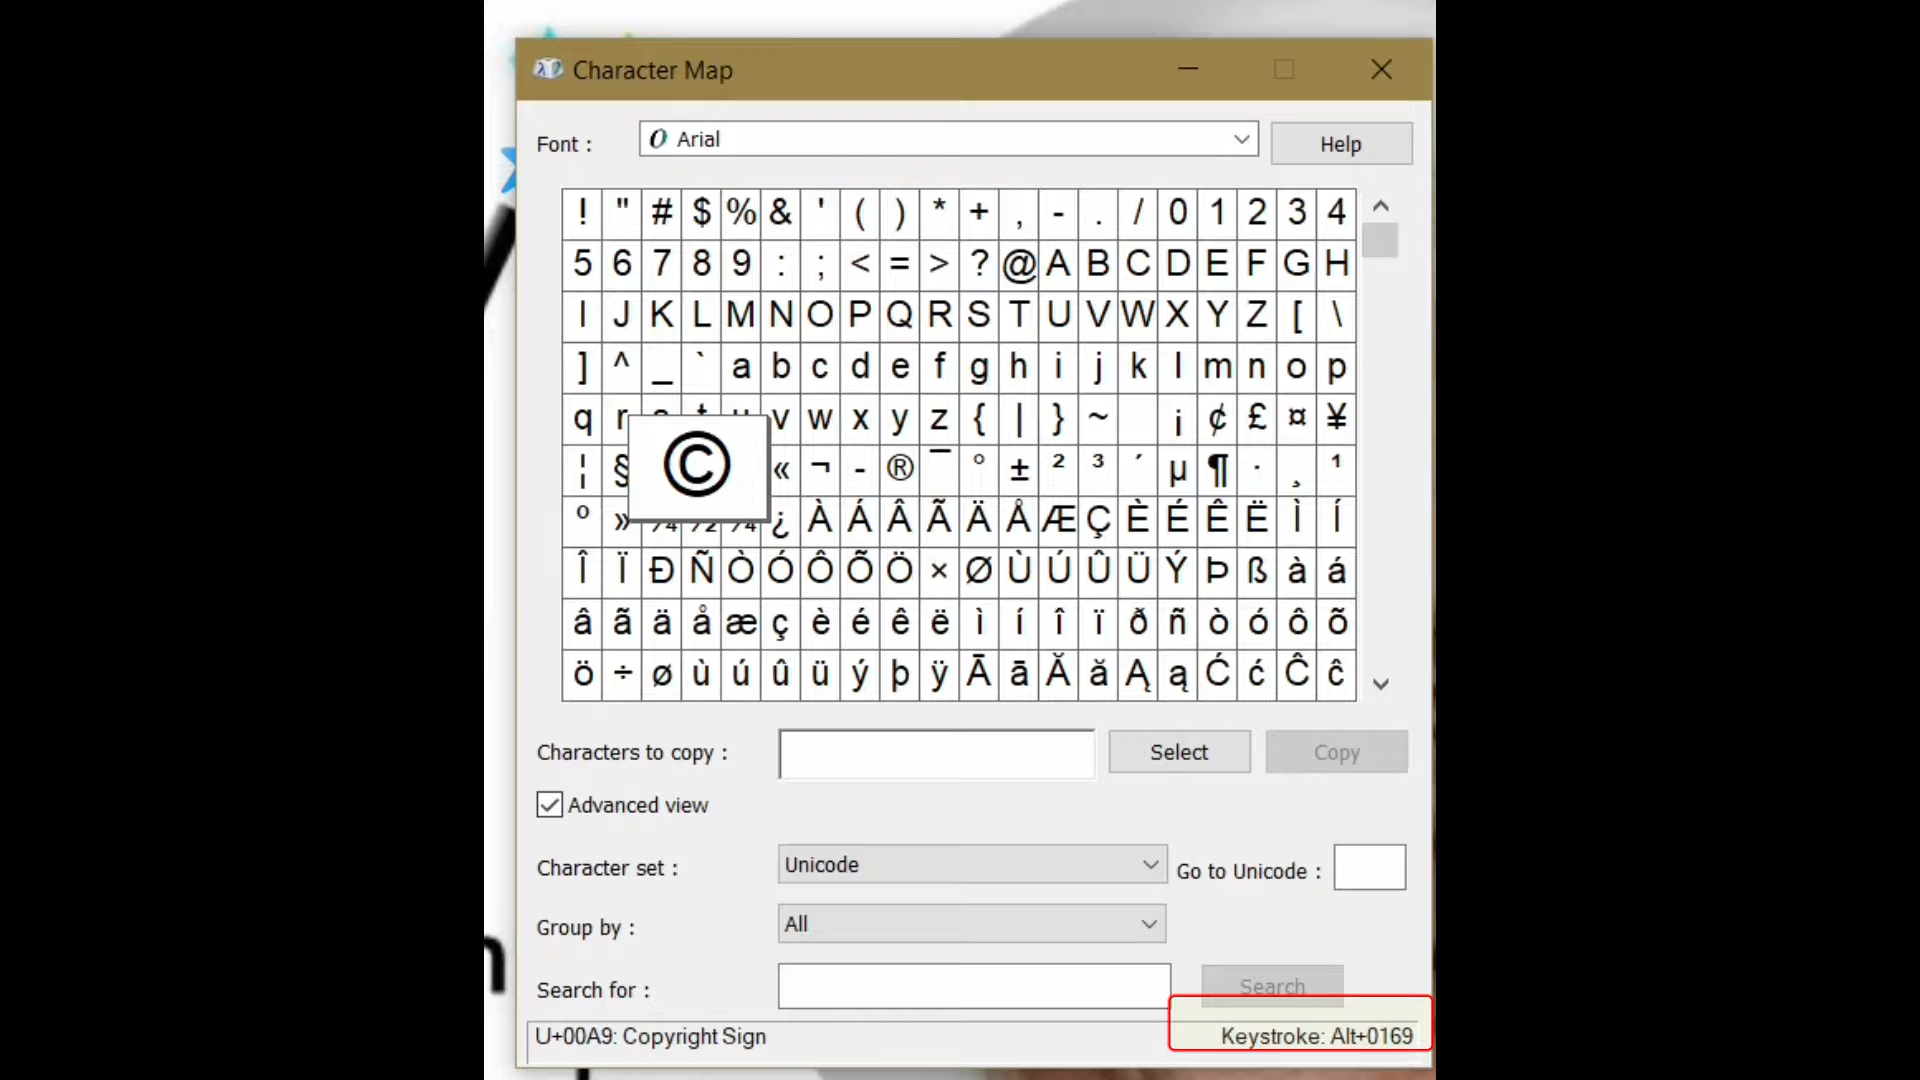 Character Map
Font : Arial Help
! " # $ % & ' ( ) * + , - . / 0 1 2 3 4
5 6 7 8 9 : ; < = > ? @ A B C D E F G H
I J K L M N O P Q R S T U V W X Y Z [ \
] ^ _ ` a b c d e f g h i j k l m n o p
q r v w x y z { | } ~ ¡ ¢ £ ¤ ¥
¦ § © « ¬ - ® ¯ ° ± ² ³ ´ µ ¶ · ¸ ¹
º » ¿ À Á Â Ã Ä Å Æ Ç È É Ê Ë Ì Í
Î Ï Ð Ñ Ò Ó Ô Õ Ö × Ø Ù Ú Û Ü Ý Þ ß à á
â ã ä å æ ç è é ê ë ì í î ï ð ñ ò ó ô õ
ö ÷ ø ù ú û ü ý þ ÿ Ā ā Ă ă Ą ą Ć ć Ĉ ĉ
Characters to copy : Select Copy
Advanced view
Character set : Unicode Go to Unicode :
Group by : All
Search for : Search
U+00A9: Copyright Sign Keystroke: Alt+0169